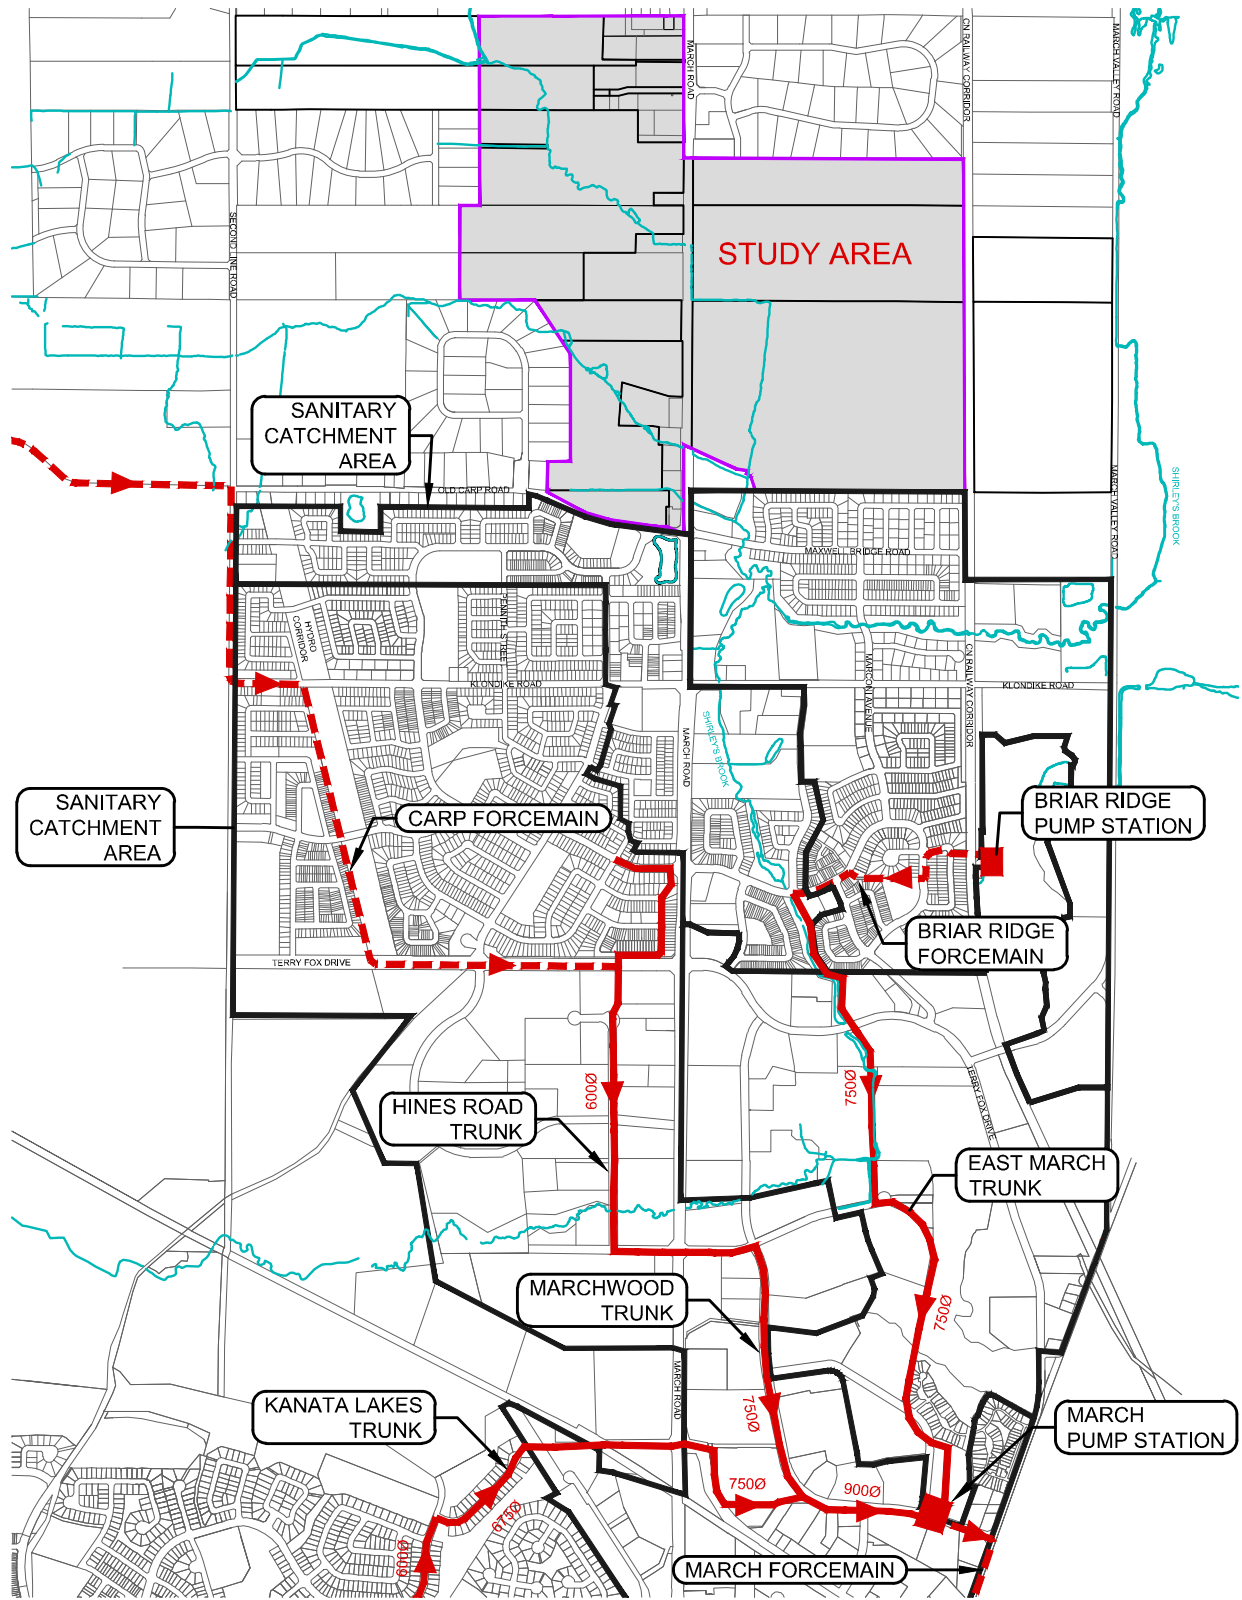 MARCH ROAD
CN RAILWAY CORRIDOR
MARCH VALLEY ROAD
SECOND LINE ROAD
STUDY AREA
SANITARY
CATCHMENT
AREA
OLD CARP ROAD
MARCH VALLEY ROAD
SHIRLEY'S BROOK
MAXWELL BRIDGE ROAD
HYDRO
CORRIDOR
PENRITH STREET
KLONDIKE ROAD
MARCONI AVENUE
CN RAILWAY CORRIDOR
KLONDIKE ROAD
SHIRLEY'S BROOK
MARCH ROAD
SANITARY
CATCHMENT
AREA
CARP FORCEMAIN
BRIAR RIDGE
PUMP STATION
BRIAR RIDGE
FORCEMAIN
TERRY FOX DRIVE
600Ø
750Ø
TERRY FOX DRIVE
HINES ROAD
TRUNK
EAST MARCH
TRUNK
MARCHWOOD
TRUNK
750Ø
MARCH ROAD
KANATA LAKES
TRUNK
750Ø
MARCH
PUMP STATION
750Ø
900Ø
675Ø
600Ø
MARCH FORCEMAIN